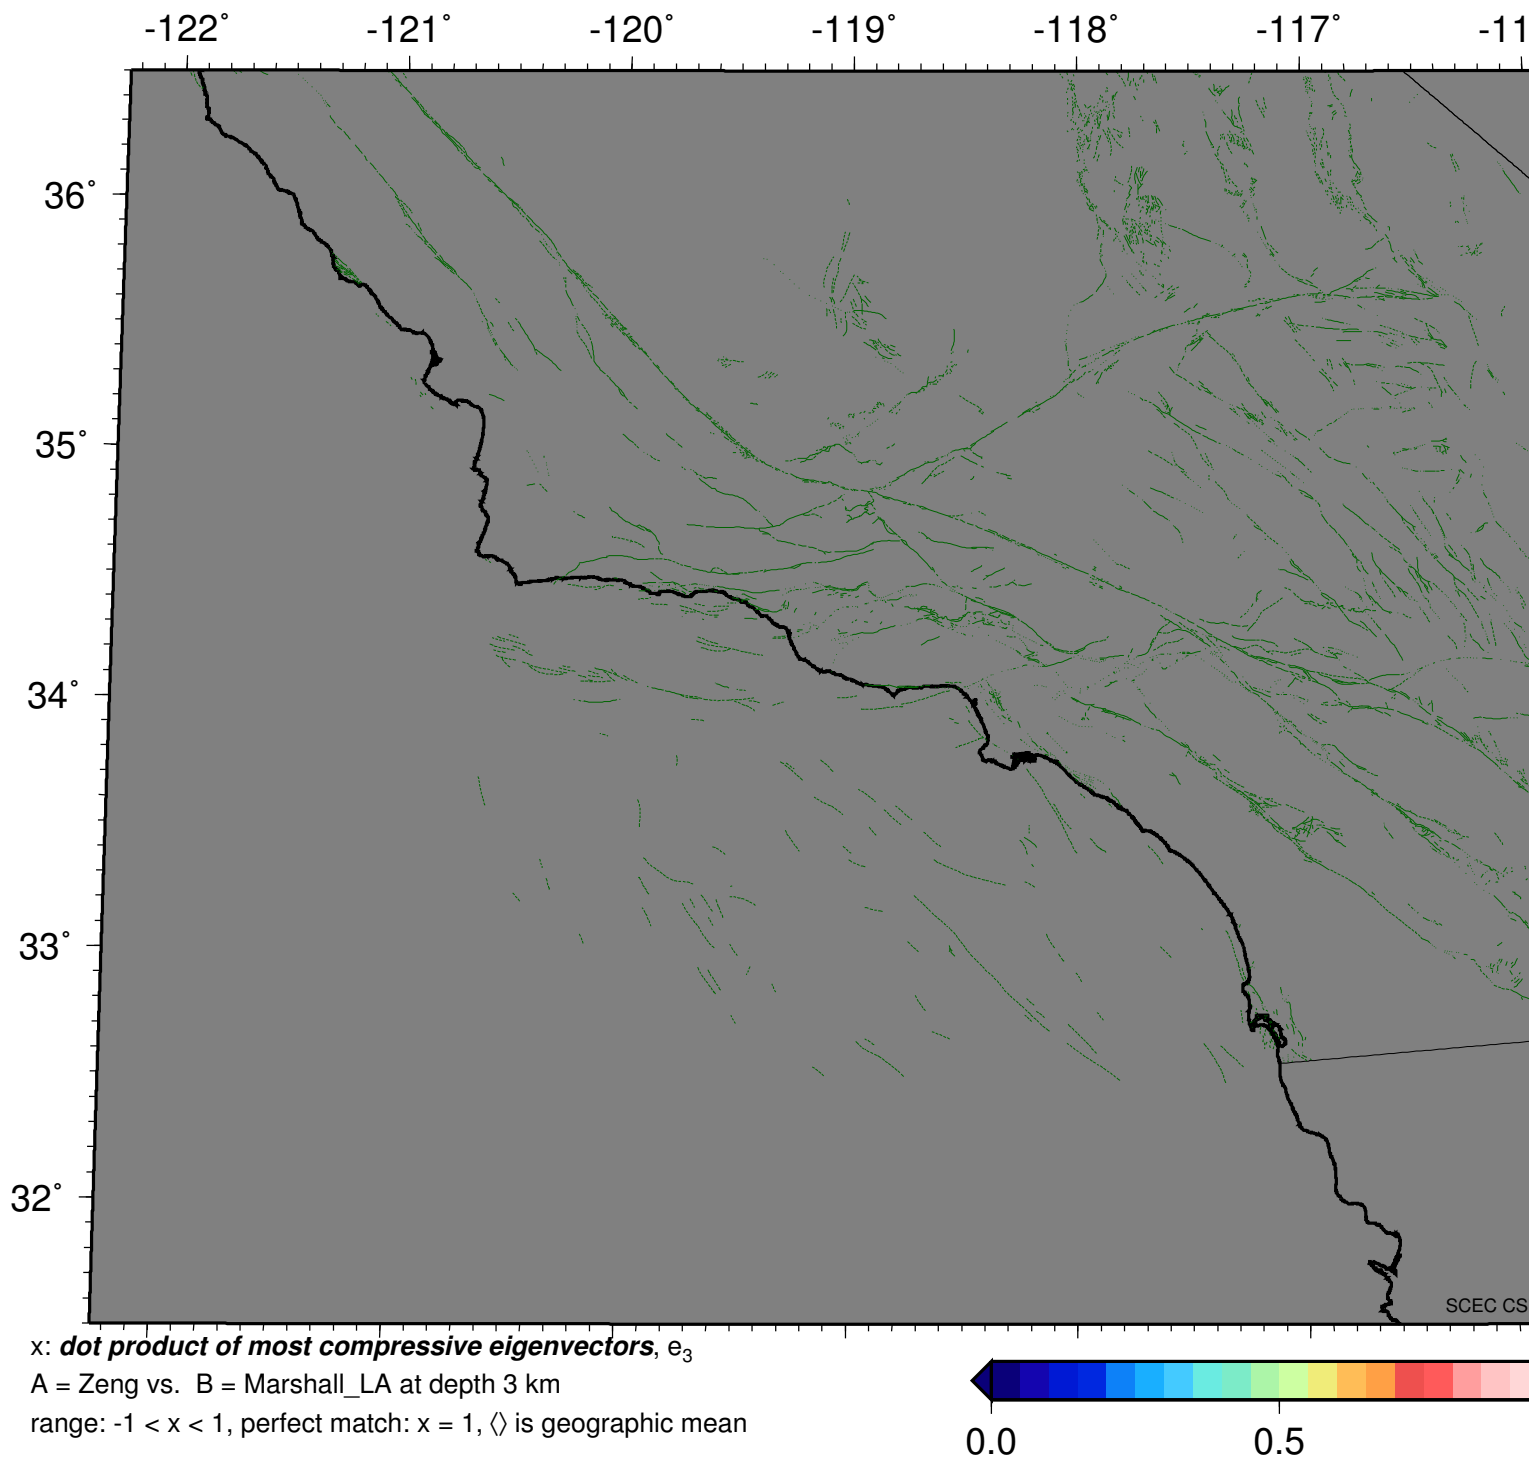 -122˚ -121˚ -120˚ -119˚ -118˚ -117˚ -11
36˚
35˚
34˚
33˚
32˚
SCEC CS
x: dot product of most compressive eigenvectors, e3
A = Zeng vs. B = Marshall_LA at depth 3 km
range: -1 < x < 1, perfect match: x = 1, ⟨⟩ is geographic mean
0.0 0.5